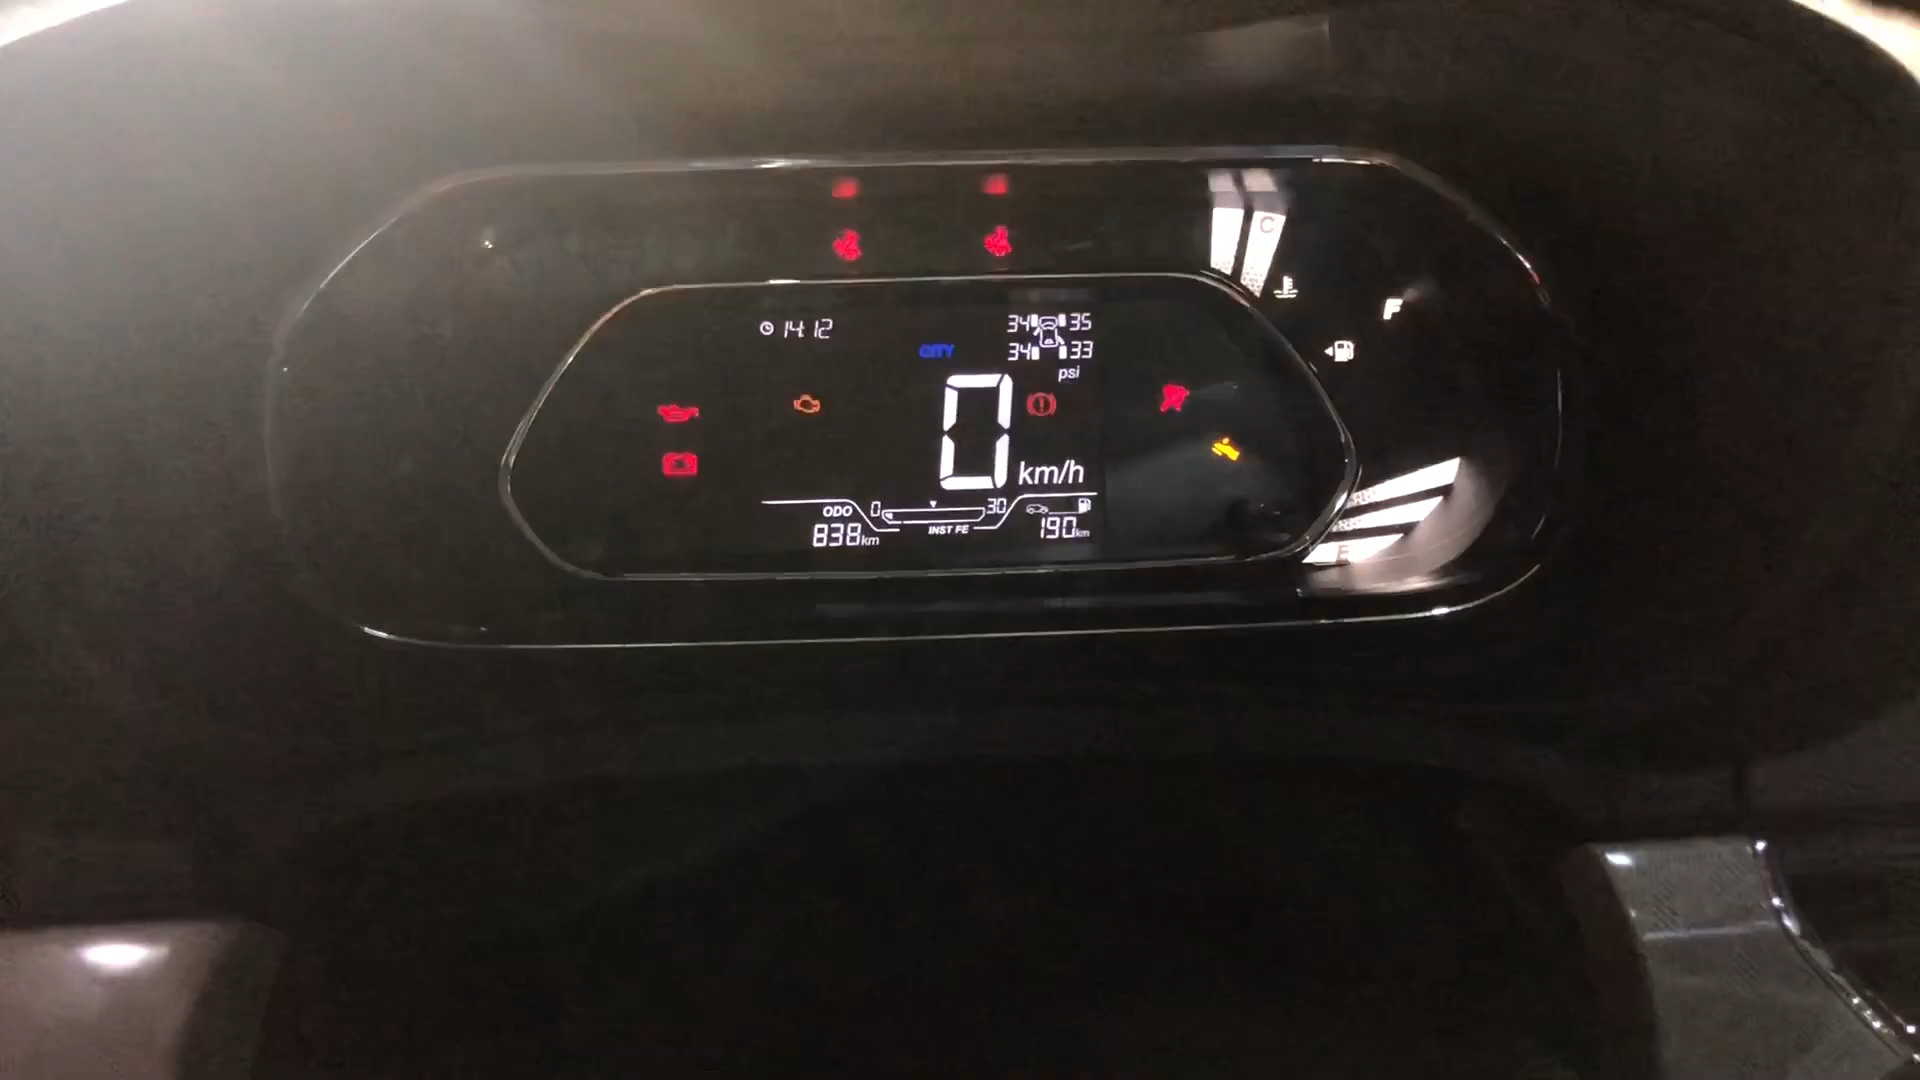 C
14:12
34 35
CITY
34 33
psi
F
0
km/h
ODO 0 30
838km INST FE 190km
E